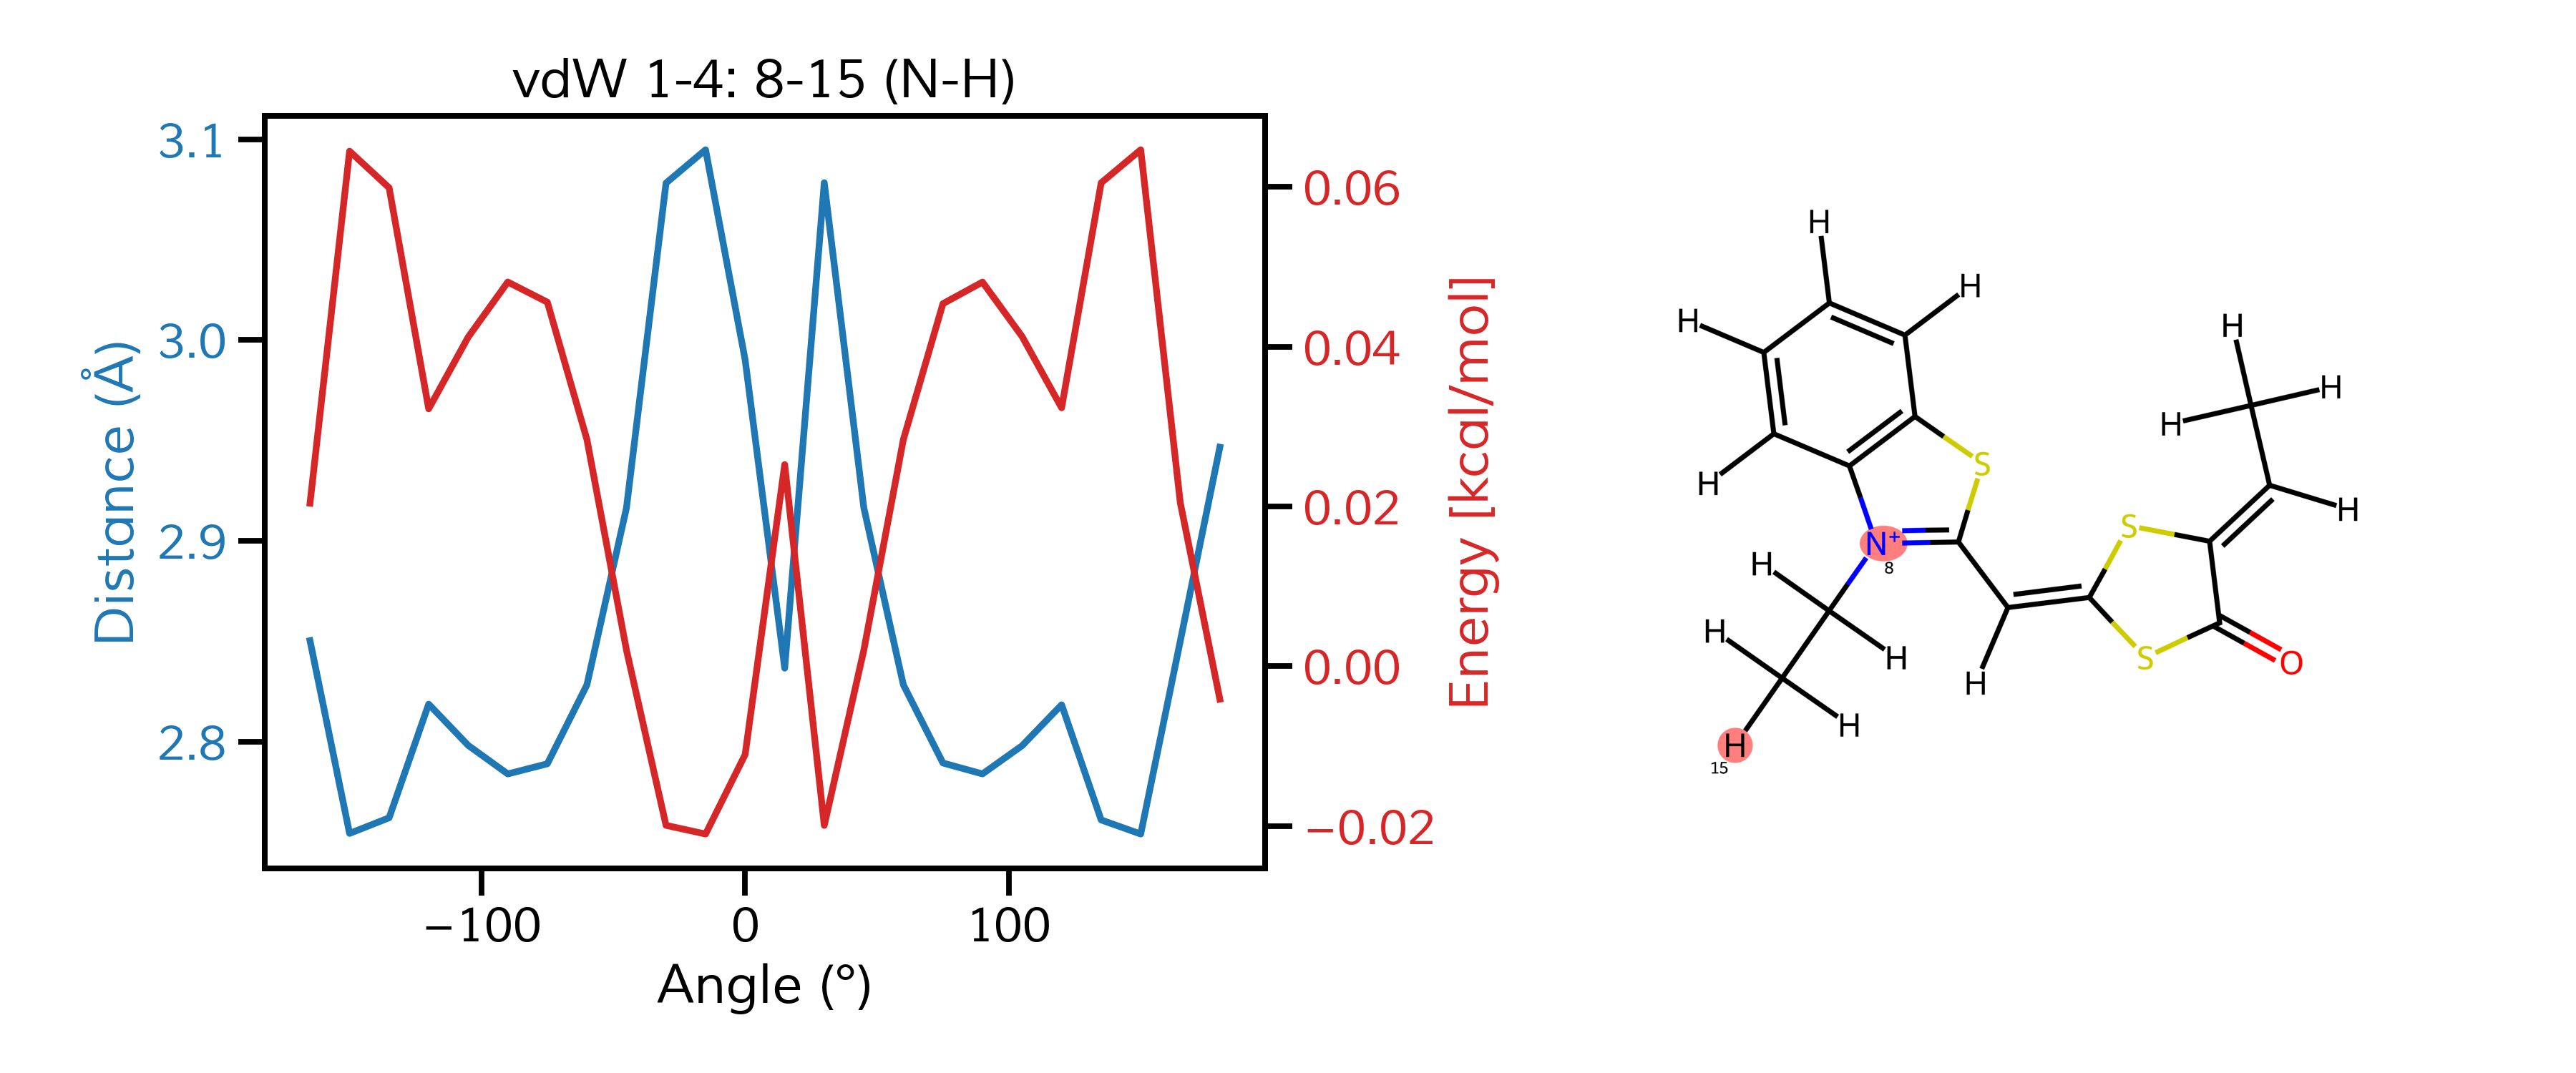 vdW 1-4: 8-15 (N-H)
3.1
3.0
2.9
2.8
Distance (Å)
0.06
0.04
0.02
0.00
−0.02
Energy [kcal/mol]
−100
0
100
Angle (°)
H
H
H
H
H
H
H
S
H
S
H
N⁺
8
H
H
H
S
O
H
H
H
15